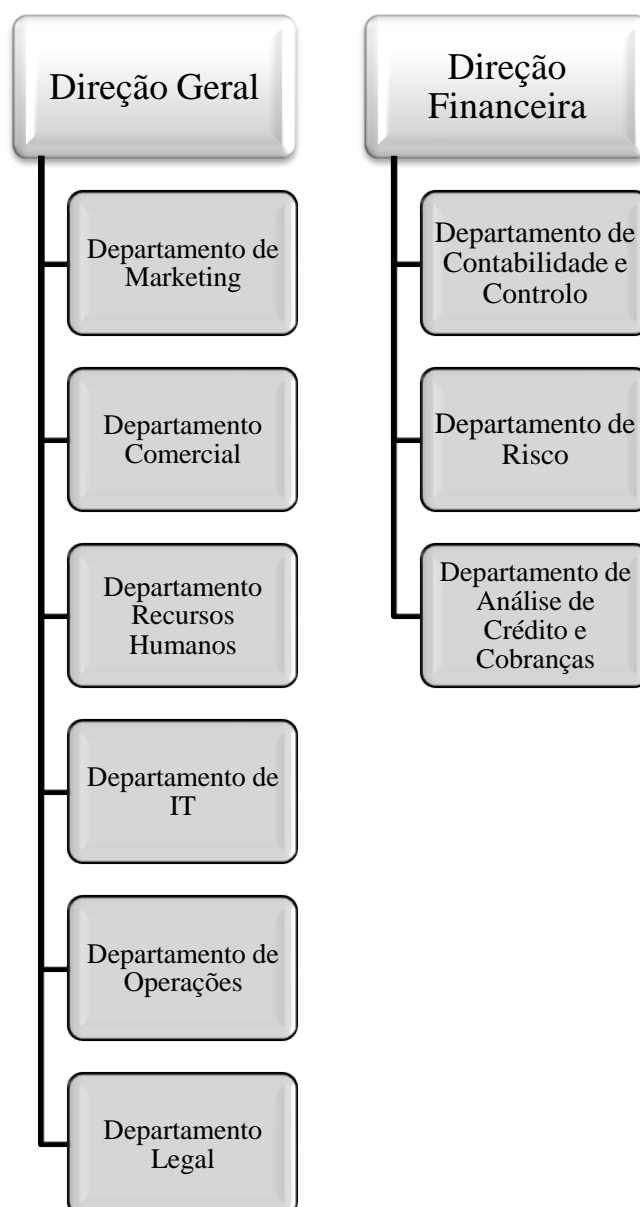 Direção Geral
Departamento de
Marketing
Departamento
Comercial
Departamento
Recursos
Humanos
Departamento de
IT
Departamento de
Operações
Departamento
Legal
Direção
Financeira
Departamento de
Contabilidade e
Controlo
Departamento de
Risco
Departamento de
Análise de
Crédito e
Cobranças